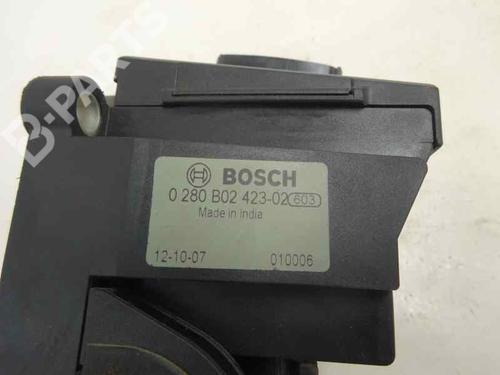 B-PARTS
BOSCH
0 280 B02 423-02 603
Made in India
12-10-07 010006